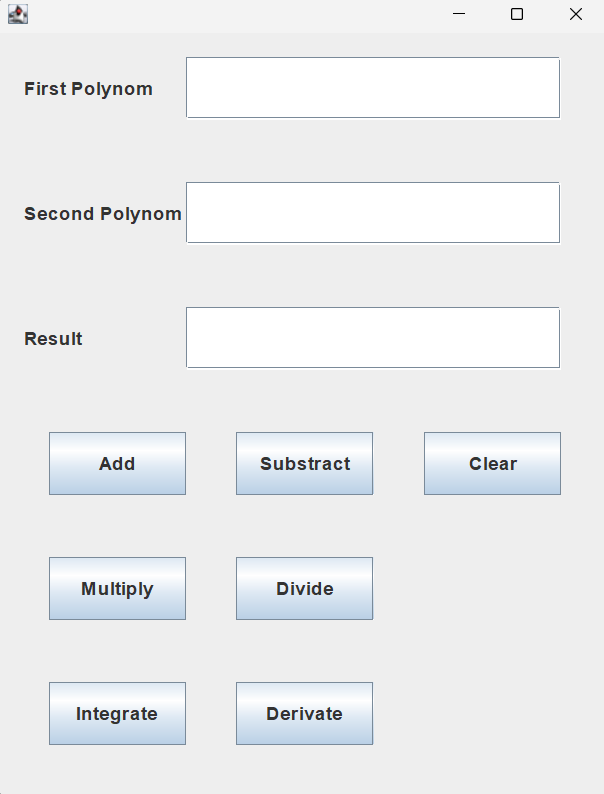 First Polynom
Second Polynom
Result
Add
Substract
Clear
Multiply
Divide
Integrate
Derivate